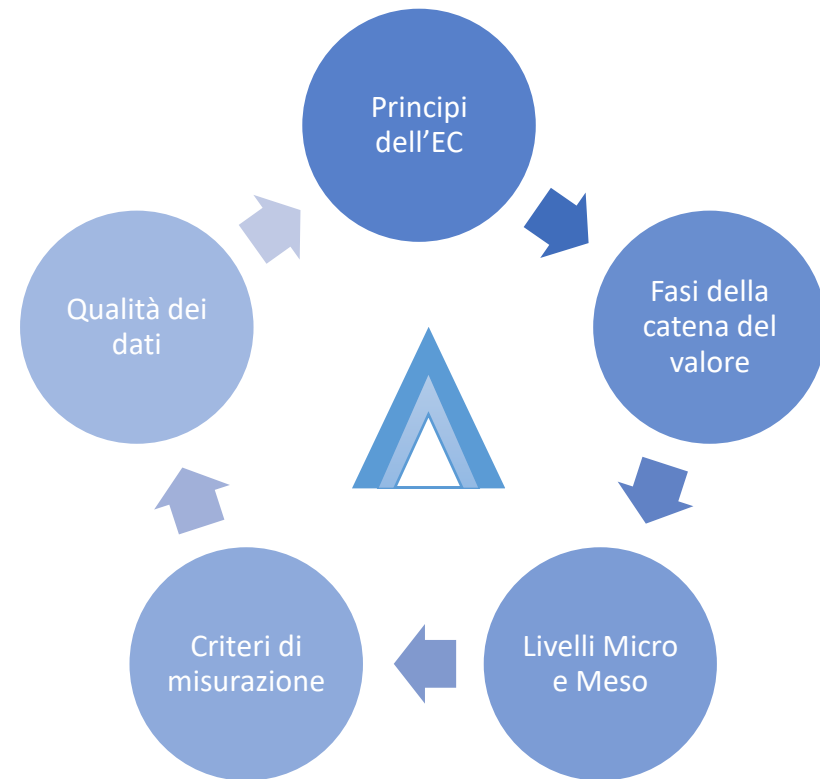 Principi
dell’EC
Fasi della
catena del
valore
Livelli Micro
e Meso
Criteri di
misurazione
Qualità dei
dati